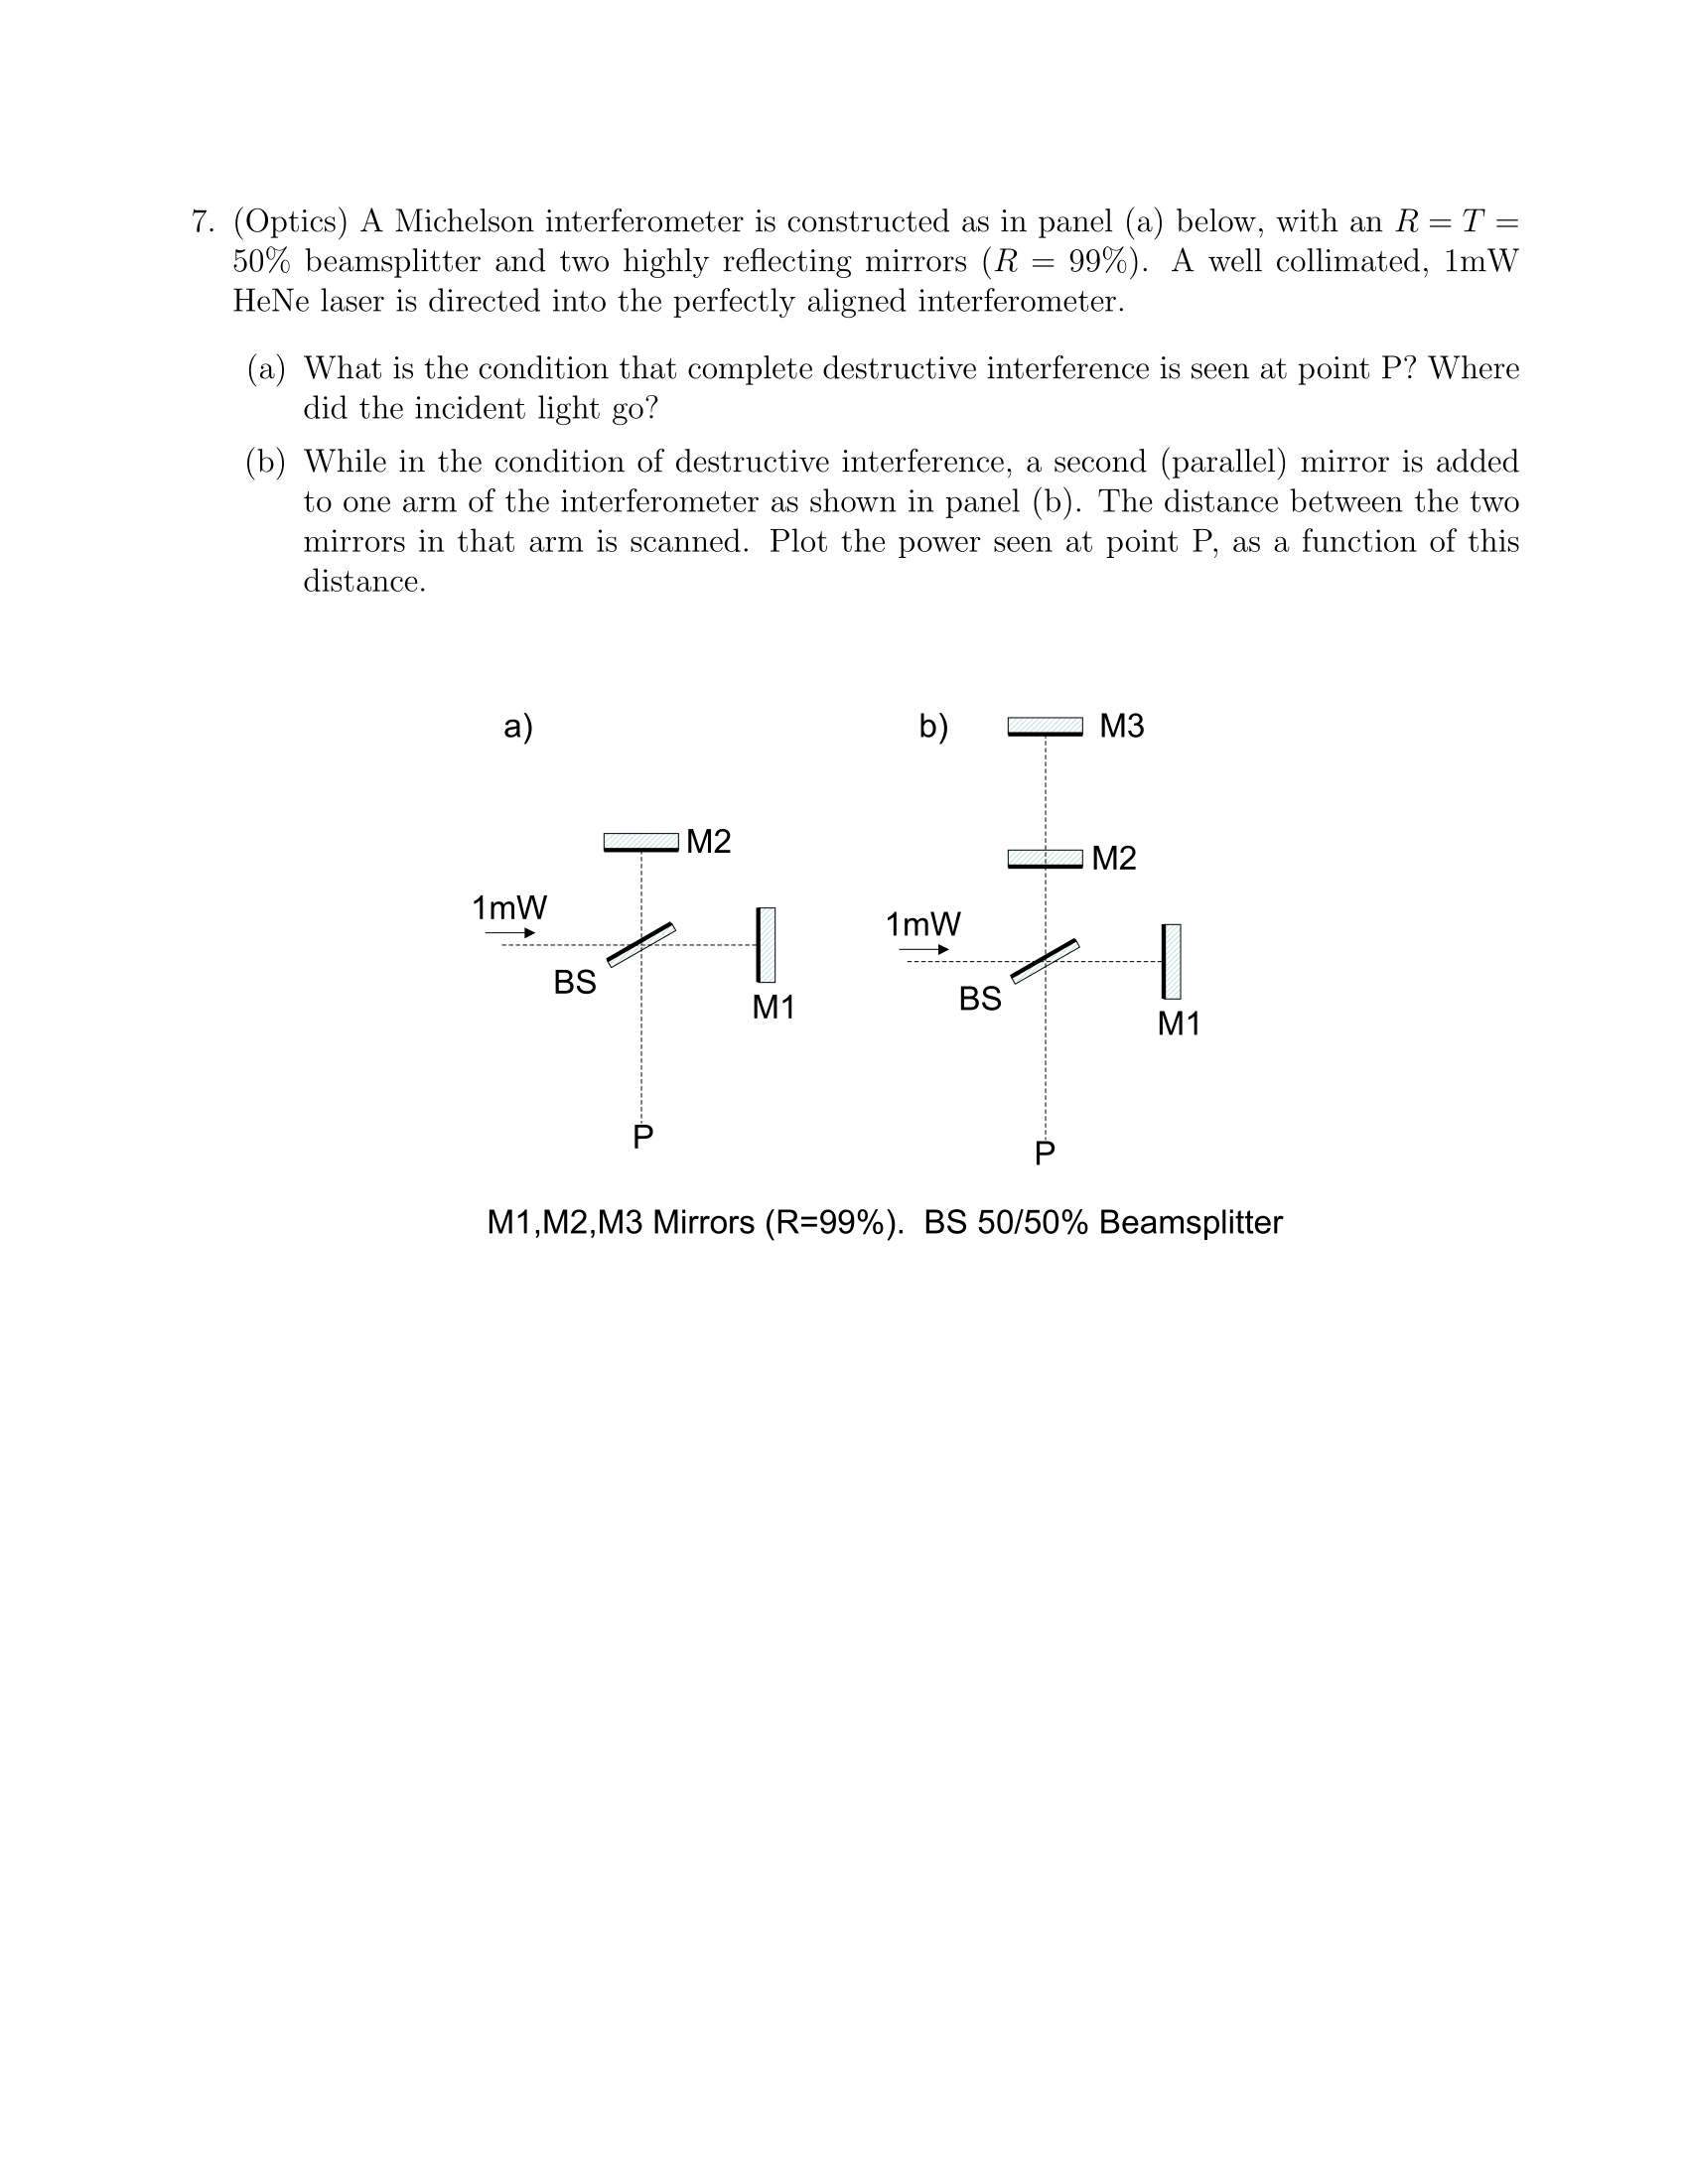 7. (Optics) A Michelson interferometer is constructed as in panel (a) below, with an R = T =
50% beamsplitter and two highly reflecting mirrors (R = 99%). A well collimated, 1mW
HeNe laser is directed into the perfectly aligned interferometer.
(a) What is the condition that complete destructive interference is seen at point P? Where
did the incident light go?
(b) While in the condition of destructive interference, a second (parallel) mirror is added
to one arm of the interferometer as shown in panel (b). The distance between the two
mirrors in that arm is scanned. Plot the power seen at point P, as a function of this
distance.
a)
M2
1mW
BS
M1
P
b)
M3
M2
1mW
BS
M1
P
M1,M2,M3 Mirrors (R=99%). BS 50/50% Beamsplitter